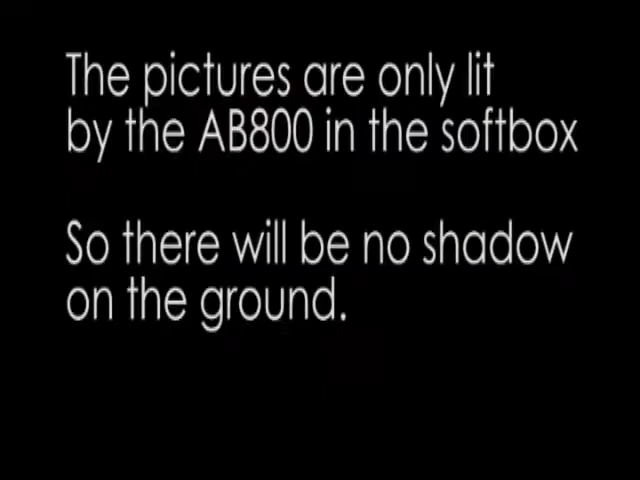 The pictures are only lit
by the AB800 in the softbox
So there will be no shadow
on the ground.